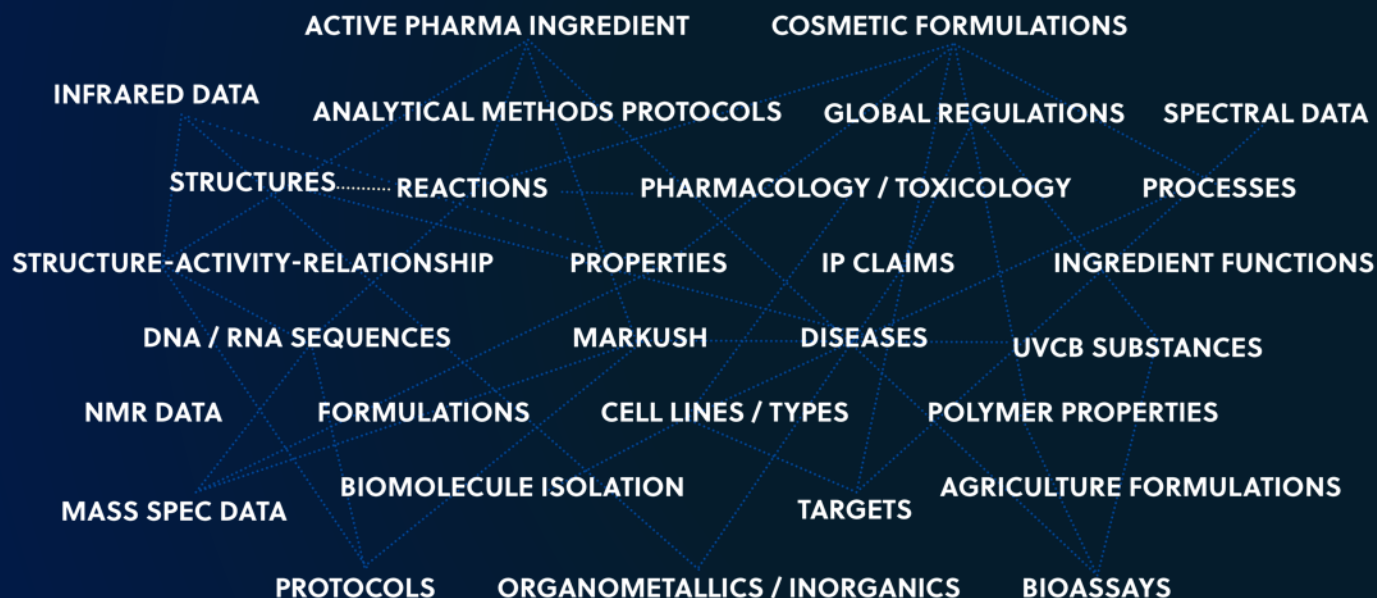 ACTIVE PHARMA INGREDIENT
COSMETIC FORMULATIONS
INFRARED DATA
ANALYTICAL METHODS PROTOCOLS
GLOBAL REGULATIONS
SPECTRAL DATA
STRUCTURES
REACTIONS
PHARMACOLOGY / TOXICOLOGY
PROCESSES
STRUCTURE-ACTIVITY-RELATIONSHIP
PROPERTIES
IP CLAIMS
INGREDIENT FUNCTIONS
DNA / RNA SEQUENCES
MARKUSH
DISEASES
UVCB SUBSTANCES
NMR DATA
FORMULATIONS
CELL LINES / TYPES
POLYMER PROPERTIES
MASS SPEC DATA
BIOMOLECULE ISOLATION
TARGETS
AGRICULTURE FORMULATIONS
PROTOCOLS
ORGANOMETALLICS / INORGANICS
BIOASSAYS